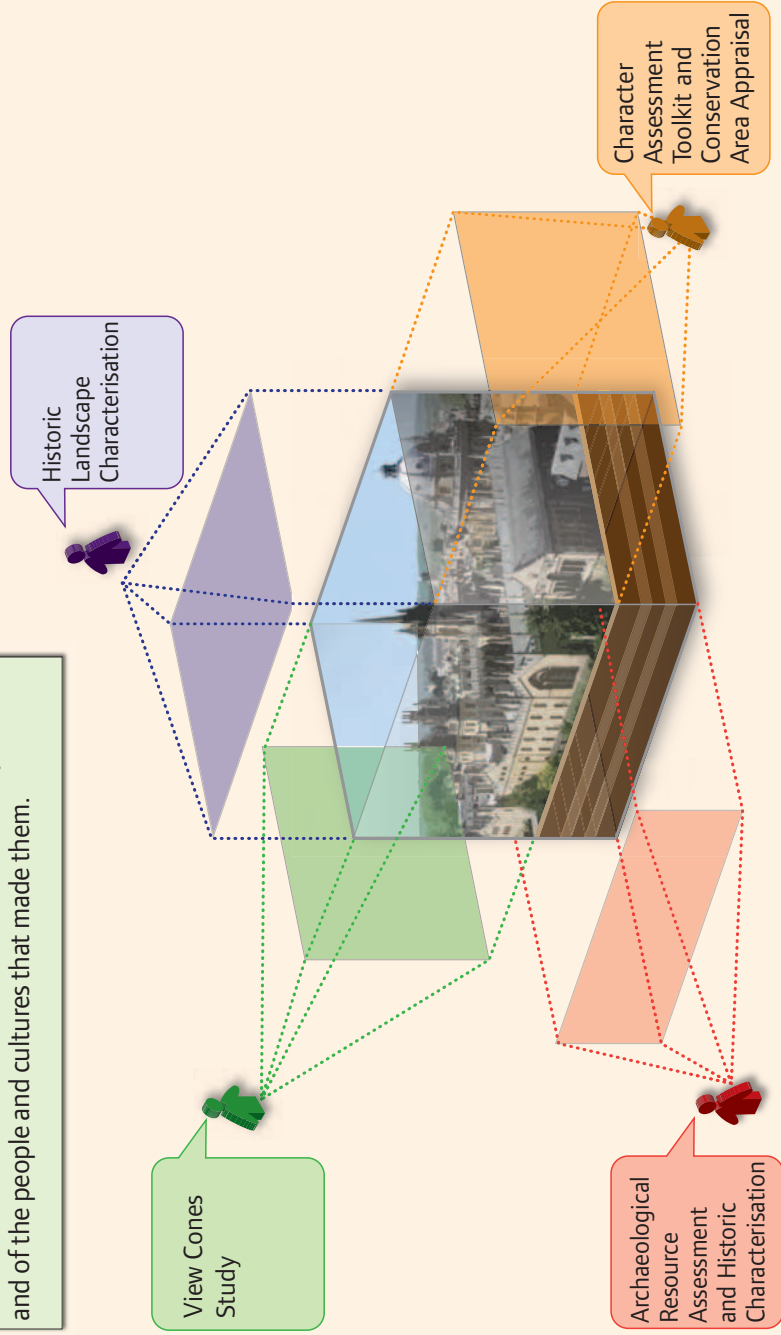 and of the people and cultures that made them.
Historic
Landscape
Characterisation
View Cones
Study
Character
Assessment
Toolkit and
Conservation
Area Appraisal
Archaeological
Resource
Assessment
and Historic
Characterisation